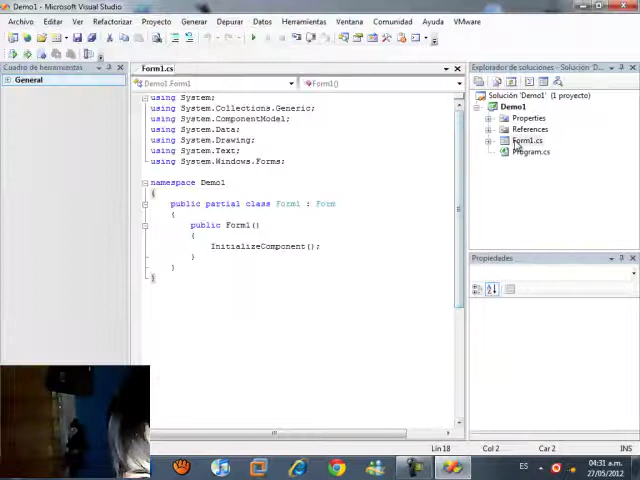 Demo1 - Microsoft Visual Studio
Archivo Editar Ver Refactorizar Proyecto Generar Depurar Datos Herramientas Ventana Comunidad Ayuda VMware
Cuadro de herramientas
General
Form1.cs
Demo1.Form1
Form1()
using System;
using System.Collections.Generic;
using System.ComponentModel;
using System.Data;
using System.Drawing;
using System.Text;
using System.Windows.Forms;
namespace Demo1
{
public partial class Form1 : Form
{
public Form1()
{
InitializeComponent();
}
}
}
Explorador de soluciones - Solución 'D...
Solución 'Demo1' (1 proyecto)
Demo1
Properties
References
Form1.cs
Program.cs
Propiedades
Lín 18 Col 2 Car 2 INS
ES
04:31 a.m.
27/05/2012